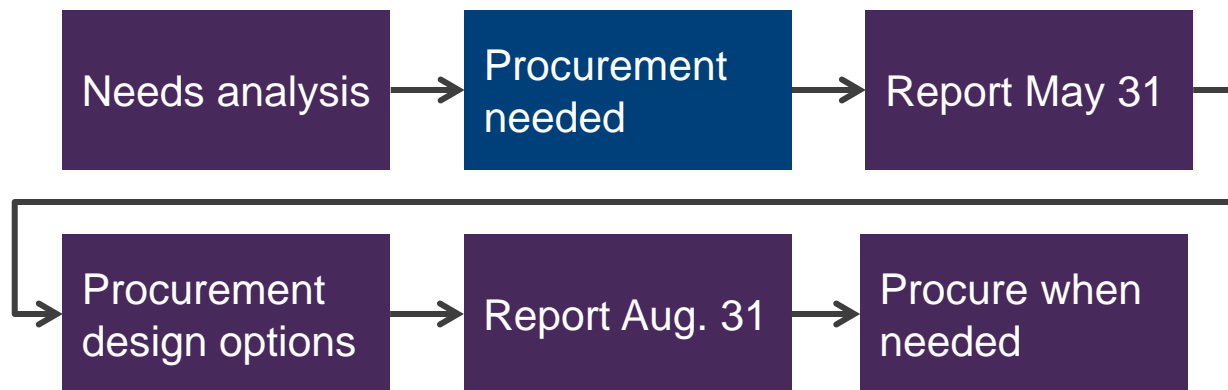 Needs analysis
Procurement
needed
Report May 31
Procurement
design options
Report Aug. 31
Procure when
needed